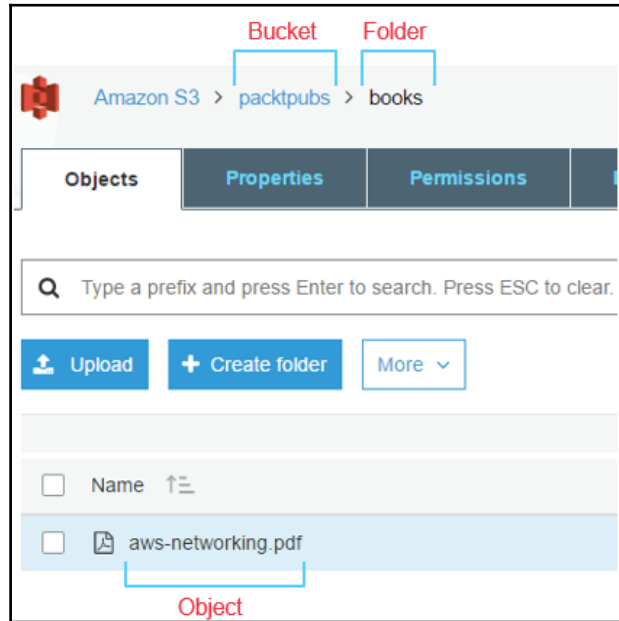 Bucket Folder
Amazon S3 > packtpubs > books
Objects Properties Permissions
Type a prefix and press Enter to search. Press ESC to clear.
Upload + Create folder More
Name
aws-networking.pdf
Object